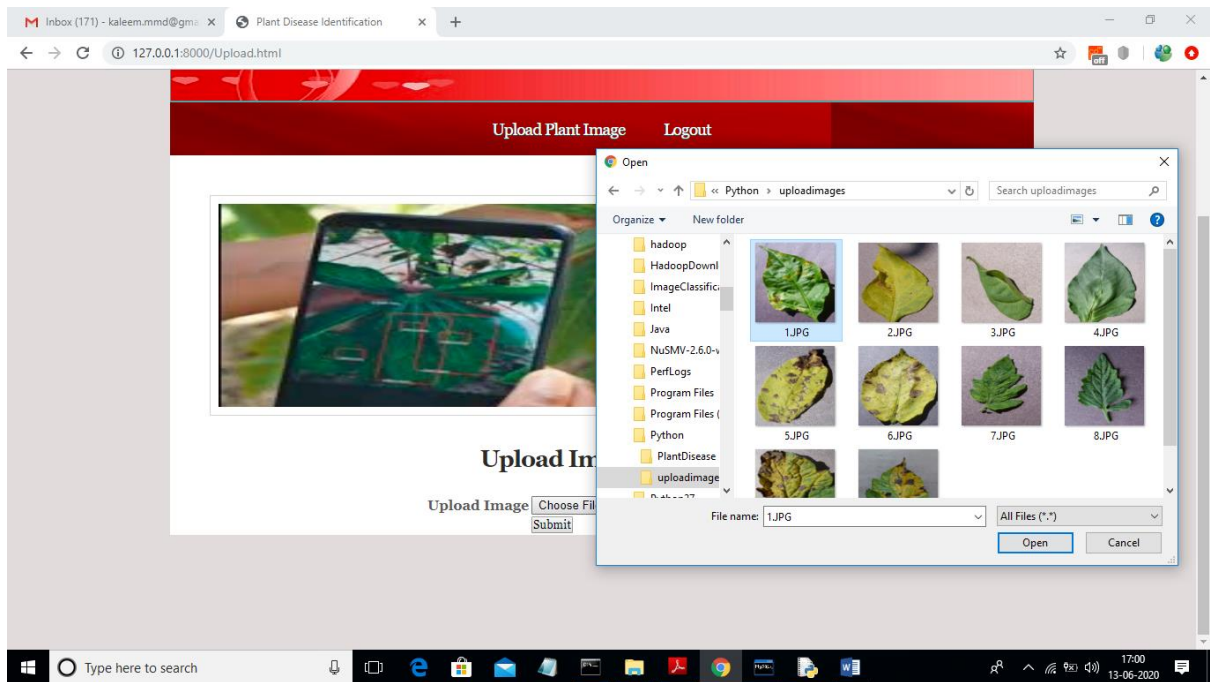 Inbox (171) - kaleem.mmd@gma
Plant Disease Identification
127.0.0.1:8000/Upload.html
off
Upload Plant Image Logout
Open
« Python › uploadimages
Search uploadimages
Organize New folder
hadoop
HadoopDownl
ImageClassific
Intel
Java
NuSMV-2.6.0-v
PerfLogs
Program Files
Program Files (
Python
PlantDisease
uploadimage
1.JPG 2.JPG 3.JPG 4.JPG
5.JPG 6.JPG 7.JPG 8.JPG
File name: 1.JPG
All Files (*.*)
Open Cancel
Upload Im
Upload Image Choose Fil
Submit
Type here to search
17:00
13-06-2020